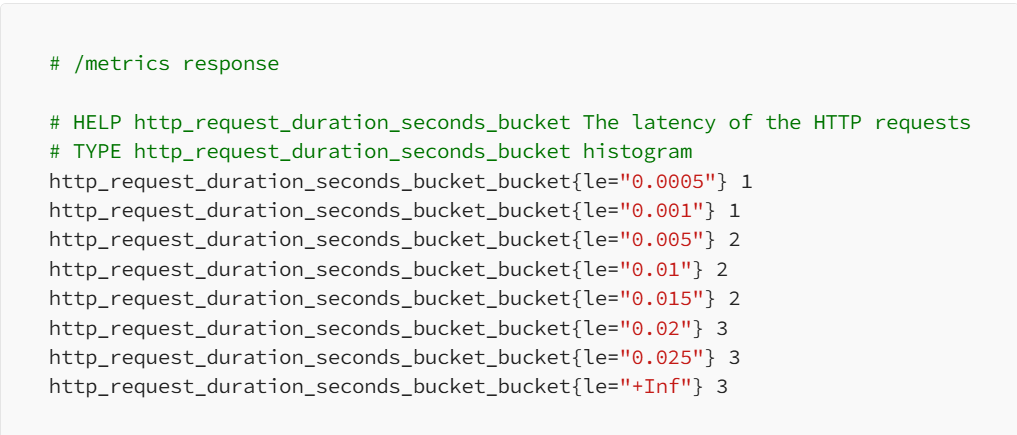 # /metrics response
# HELP http_request_duration_seconds_bucket The latency of the HTTP requests
# TYPE http_request_duration_seconds_bucket histogram
http_request_duration_seconds_bucket_bucket{le="0.0005"} 1
http_request_duration_seconds_bucket_bucket{le="0.001"} 1
http_request_duration_seconds_bucket_bucket{le="0.005"} 2
http_request_duration_seconds_bucket_bucket{le="0.01"} 2
http_request_duration_seconds_bucket_bucket{le="0.015"} 2
http_request_duration_seconds_bucket_bucket{le="0.02"} 3
http_request_duration_seconds_bucket_bucket{le="0.025"} 3
http_request_duration_seconds_bucket_bucket{le="+Inf"} 3